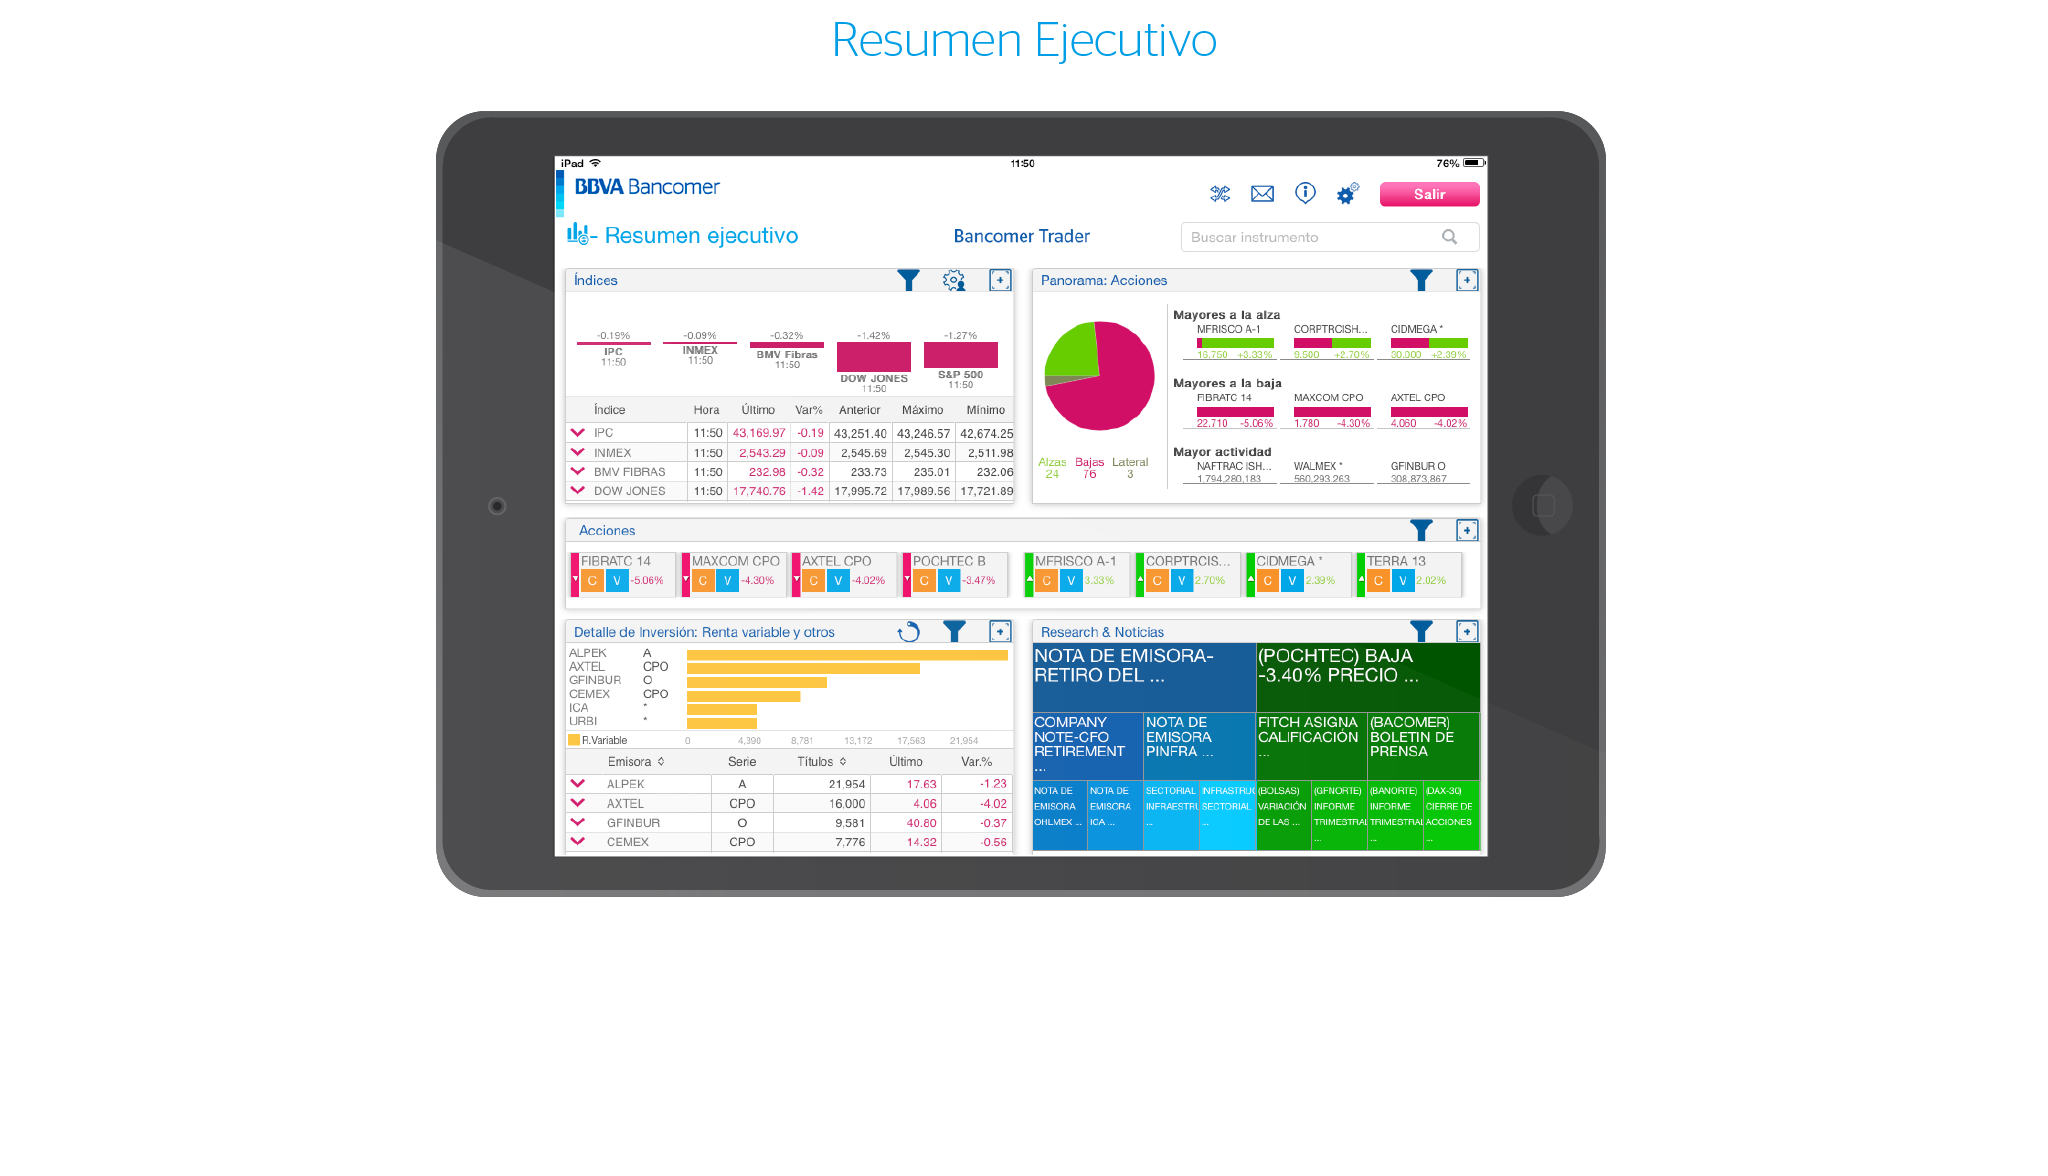 Resumen Ejecutivo
iPad 11:50 76%
BBVA Bancomer
Salir
Resumen ejecutivo
Bancomer Trader
Buscar instrumento
Índices
-0.19% -0.09% -0.32% -1.42% -1.27%
IPC INMEX BMV Fibras DOW JONES S&P 500
11:50 11:50 11:50 11:50 11:50
Índice Hora Último Var% Anterior Máximo Mínimo
IPC 11:50 43,169.97 -0.19 43,251.40 43,246.57 42,674.25
INMEX 11:50 2,543.29 -0.09 2,545.69 2,545.30 2,511.98
BMV FIBRAS 11:50 232.98 -0.32 233.73 235.01 232.06
DOW JONES 11:50 17,740.76 -1.42 17,995.72 17,989.56 17,721.89
Panorama: Acciones
Alzas Bajas Lateral
24 76 3
Mayores a la alza
MFRISCO A-1 CORPTRCISH... CIDMEGA *
16.750 +3.33% 9.500 +2.70% 30.000 +2.39%
Mayores a la baja
FIBRATC 14 MAXCOM CPO AXTEL CPO
22.710 -5.06% 1.780 -4.30% 4.060 -4.02%
Mayor actividad
NAFTRAC ISH... WALMEX * GFINBUR O
1,794,280,183 560,293,263 308,873,867
Acciones
FIBRATC 14 MAXCOM CPO AXTEL CPO POCHTEC B MFRISCO A-1 CORPTRCIS... CIDMEGA * TERRA 13
C V -5.06% C V -4.30% C V -4.02% C V -3.47% C V 3.33% C V 2.70% C V 2.39% C V 2.02%
Detalle de Inversión: Renta variable y otros
ALPEK A
AXTEL CPO
GFINBUR O
CEMEX CPO
ICA *
URBI *
R.Variable 0 4,390 8,781 13,172 17,563 21,954
Emisora Serie Títulos Último Var.%
ALPEK A 21,954 17.63 -1.23
AXTEL CPO 16,000 4.06 -4.02
GFINBUR O 9,581 40.80 -0.37
CEMEX CPO 7,776 14.32 -0.56
Research & Noticias
NOTA DE EMISORA-
RETIRO DEL ...
(POCHTEC) BAJA
-3.40% PRECIO ...
COMPANY
NOTE-CFO
RETIREMENT
...
NOTA DE
EMISORA
PINFRA ...
FITCH ASIGNA
CALIFICACIÓN
...
(BACOMER)
BOLETIN DE
PRENSA
NOTA DE
EMISORA
OHLMEX ...
NOTA DE
EMISORA
ICA ...
SECTORIAL
INFRAESTRU
...
INFRASTRUC
SECTORIAL
...
(BOLSAS)
VARIACIÓN
DE LAS ...
(GFNORTE)
INFORME
TRIMESTRAL
...
(BANORTE)
INFORME
TRIMESTRAL
...
(DAX-30)
CIERRE DE
ACCIONES
...